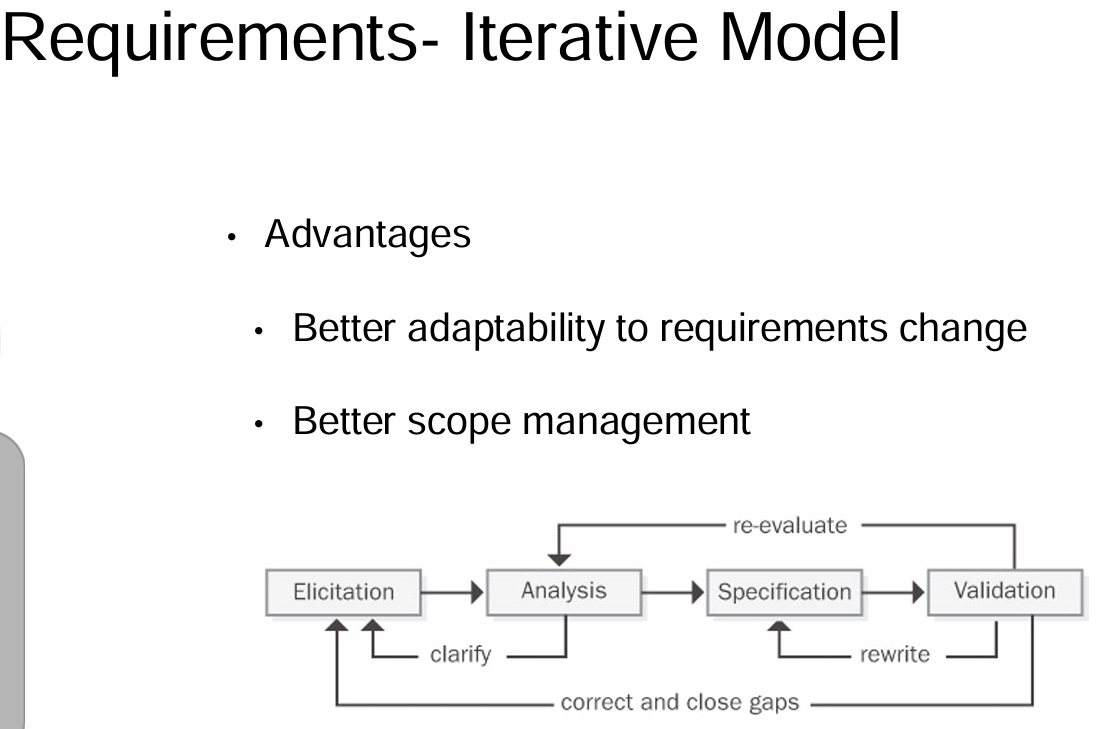 Requirements- Iterative Model
• Advantages
• Better adaptability to requirements change
• Better scope management
re-evaluate
Elicitation
Analysis
Specification
Validation
clarify
rewrite
correct and close gaps